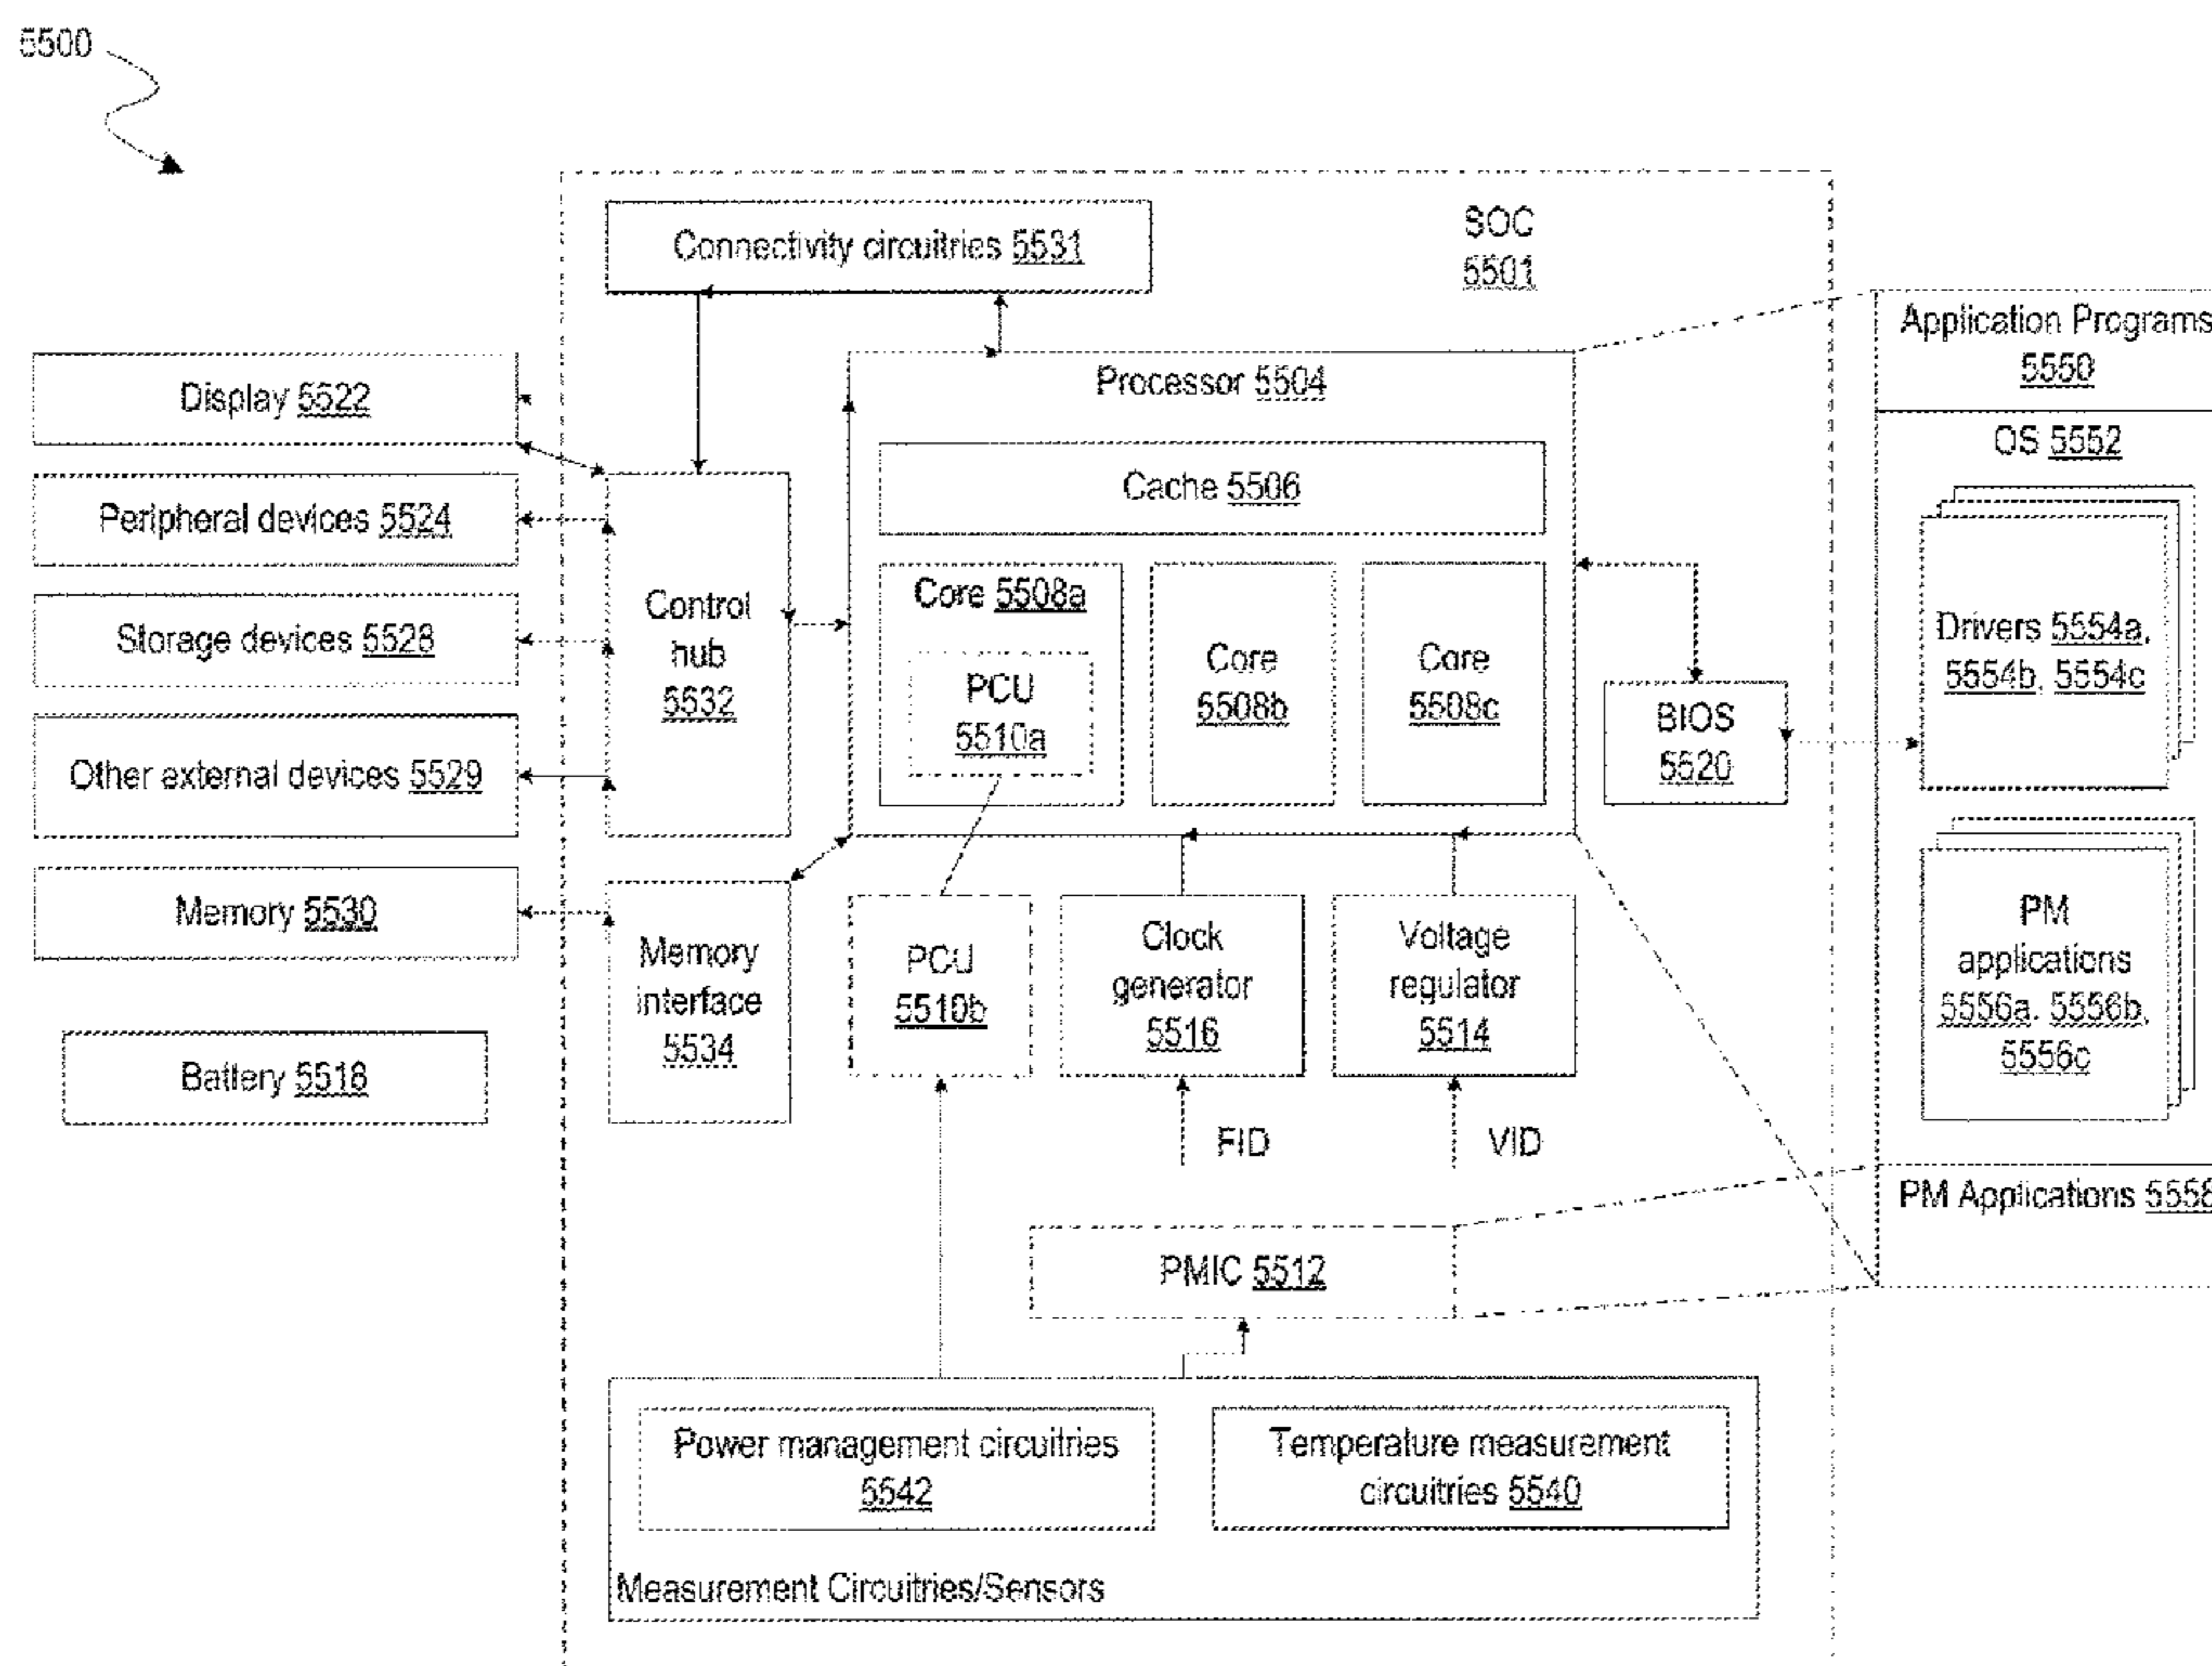 5500
SOC
5501
Connectivity circuitries 5531
Application Programs
5550
Display 5522
Processor 5504
OS 5552
Cache 5506
Peripheral devices 5524
Storage devices 5528
Control
hub
5532
Core 5508a
PCU
5510a
Core
5508b
Core
5508c
BIOS
5520
Drivers 5554a,
5554b, 5554c
Other external devices 5529
Memory 5530
Memory
interface
5534
PCU
5510b
Clock
generator
5516
Voltage
regulator
5514
PM
applications
5556a, 5556b,
5556c
Battery 5518
FID
VID
PM Applications 5558
PMIC 5512
Power management circuitries
5542
Temperature measurement
circuitries 5540
Measurement Circuitries/Sensors